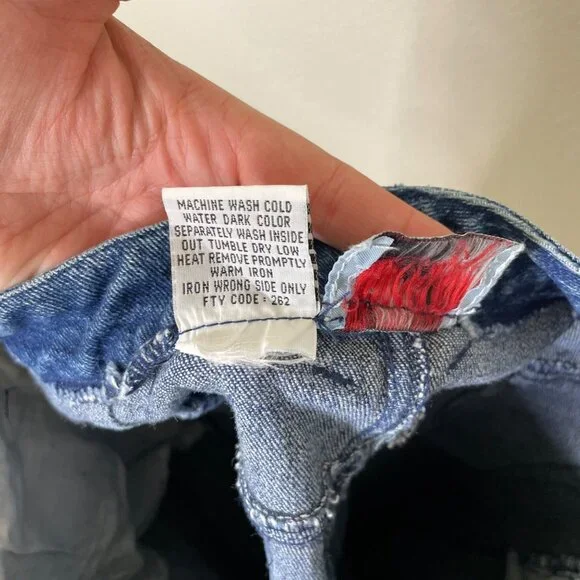 MACHINE WASH COLD
WATER DARK COLOR
SEPARATELY WASH INSIDE
OUT TUMBLE DRY LOW
HEAT REMOVE PROMPTLY
WARM IRON
IRON WRONG SIDE ONLY
FTY CODE : 262